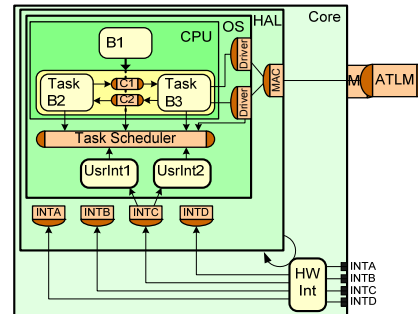 Core
HAL
OS
CPU
B1
Driver
Task
B2
C1
C2
Task
B3
Driver
MAC
M
ATLM
Task Scheduler
UsrInt1
UsrInt2
INTA
INTB
INTC
INTD
HW
Int
INTA
INTB
INTC
INTD